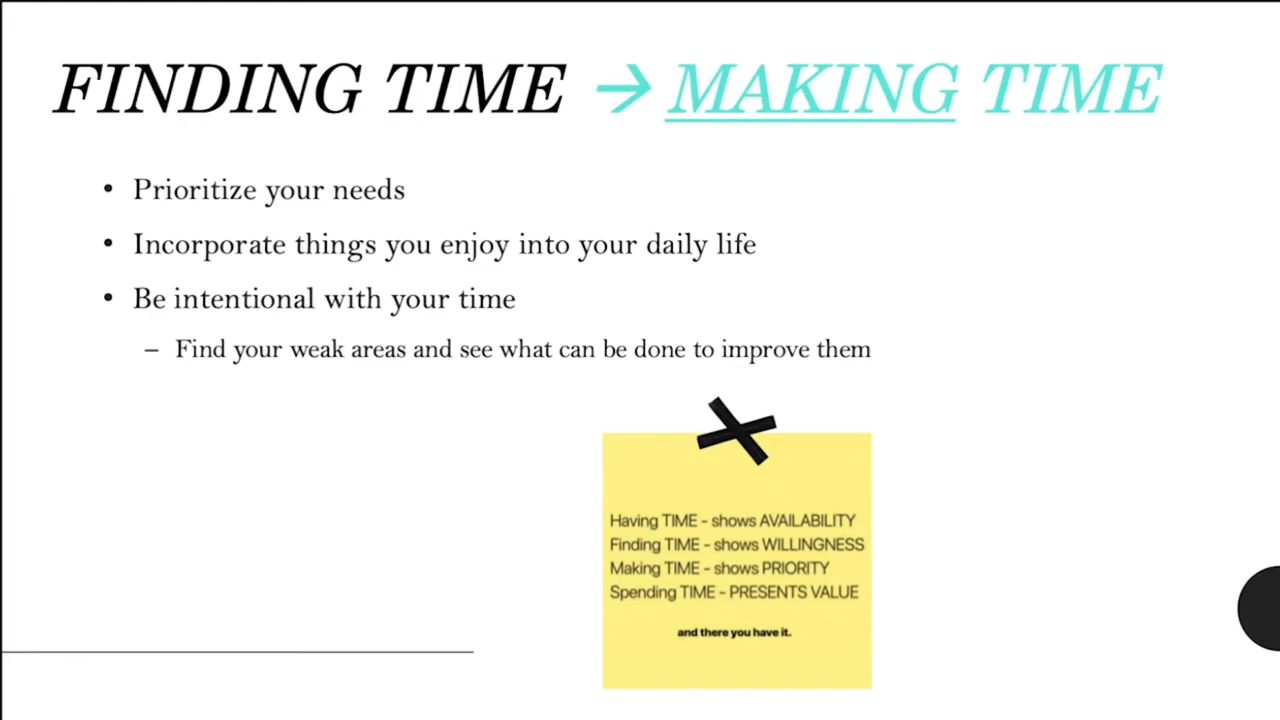 FINDING TIME → MAKING TIME
• Prioritize your needs
• Incorporate things you enjoy into your daily life
• Be intentional with your time
– Find your weak areas and see what can be done to improve them
Having TIME - shows AVAILABILITY
Finding TIME - shows WILLINGNESS
Making TIME - shows PRIORITY
Spending TIME - PRESENTS VALUE
and there you have it.